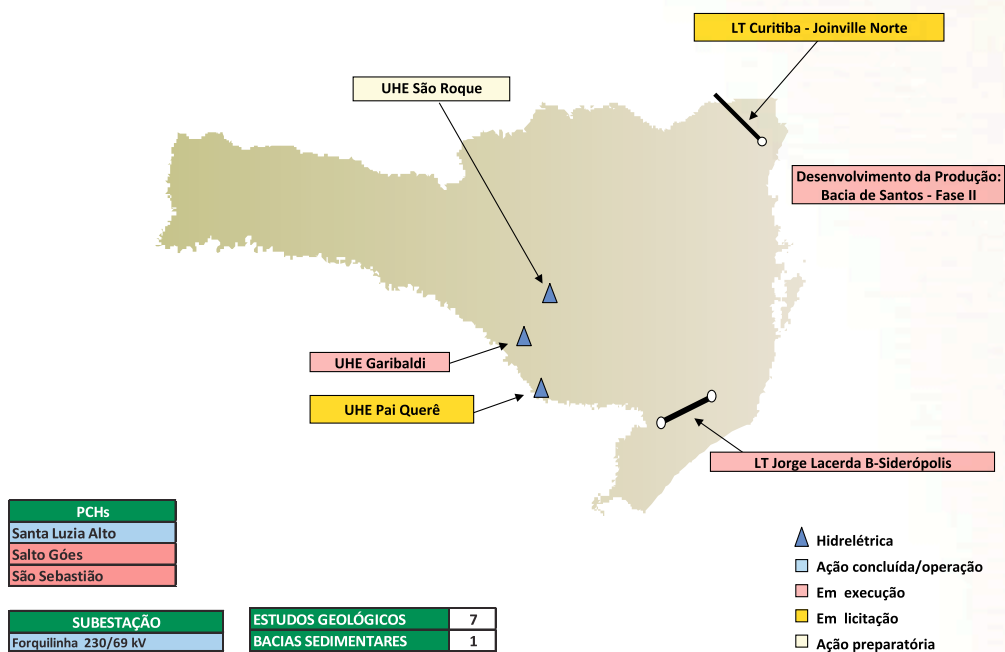 LT Curitiba - Joinville Norte
UHE São Roque
Desenvolvimento da Produção:
Bacia de Santos - Fase II
UHE Garibaldi
UHE Pai Querê
LT Jorge Lacerda B-Siderópolis
PCHs
Santa Luzia Alto
Salto Góes
São Sebastião
SUBESTAÇÃO
Forquilinha 230/69 kV
ESTUDOS GEOLÓGICOS 7
BACIAS SEDIMENTARES 1
Hidrelétrica
Ação concluída/operação
Em execução
Em licitação
Ação preparatória